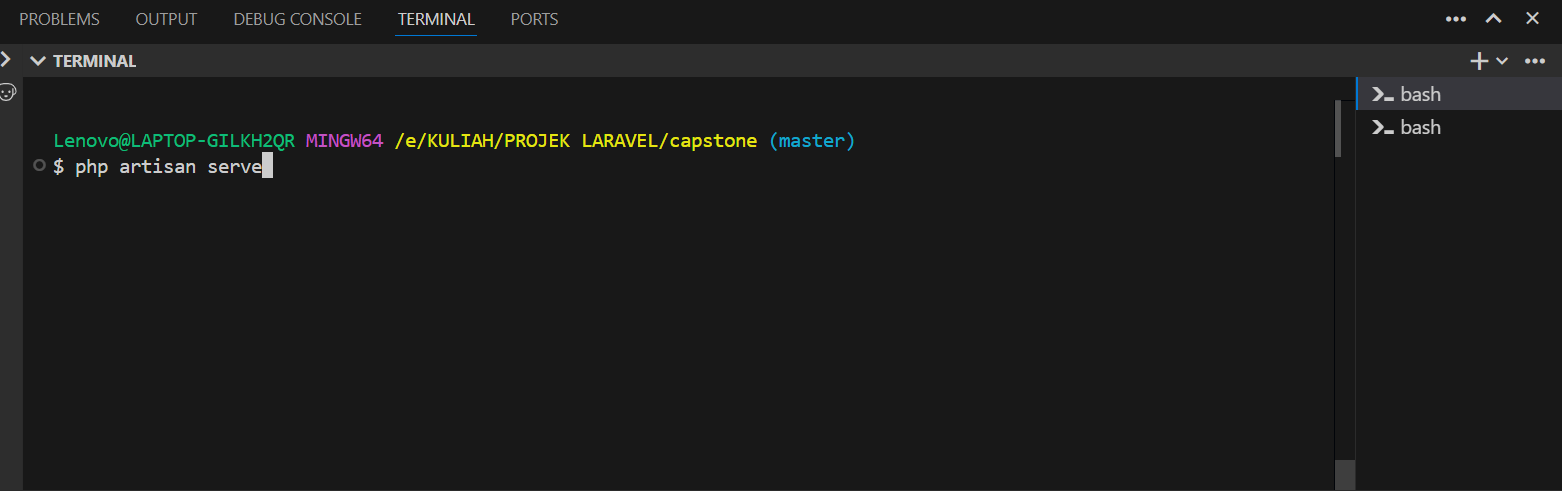 PROBLEMS OUTPUT DEBUG CONSOLE TERMINAL PORTS
TERMINAL
bash
bash
Lenovo@LAPTOP-GILKH2QR MINGW64 /e/KULIAH/PROJEK LARAVEL/capstone (master)
$ php artisan serve